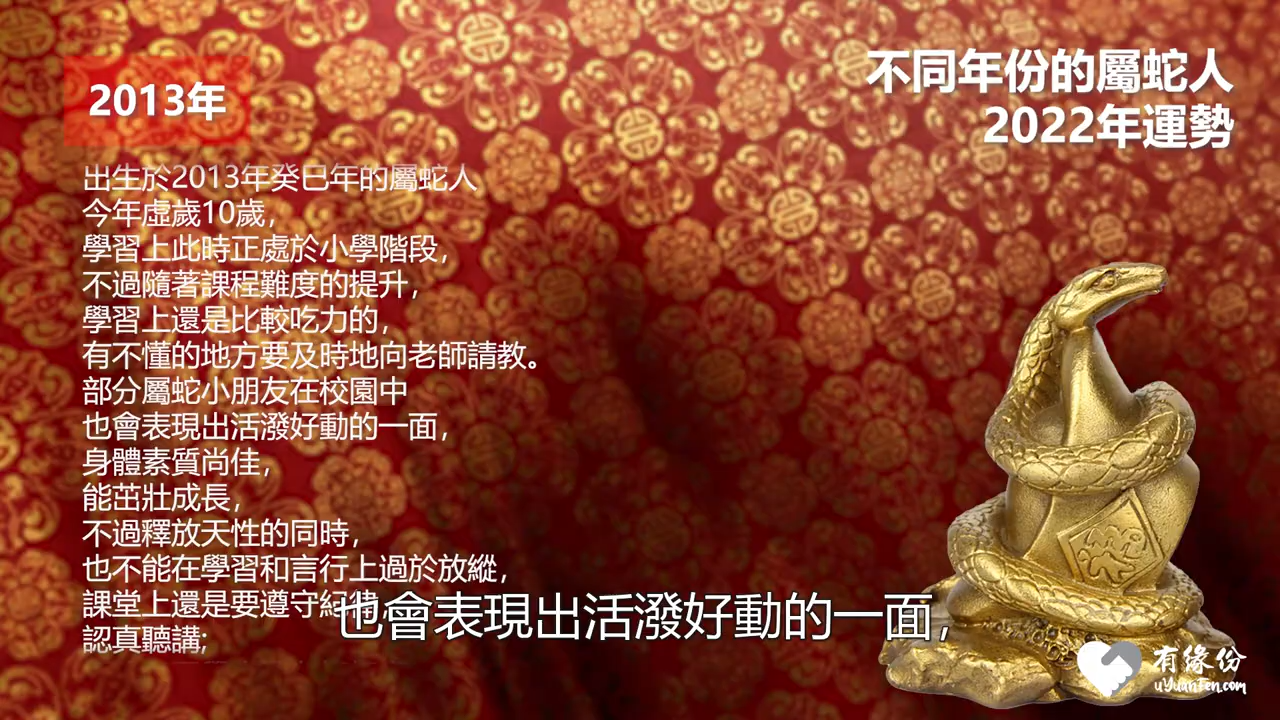 不同年份的屬蛇人
2022年運勢
2013年
出生於2013年癸巳年的屬蛇人
今年虛歲10歲，
學習上此時正處於小學階段，
不過隨著課程難度的提升，
學習上還是比較吃力的，
有不懂的地方要及時地向老師請教。
部分屬蛇小朋友在校園中
也會表現出活潑好動的一面，
身體素質尚佳，
能茁壯成長，
不過釋放天性的同時，
也不能在學習和言行上過於放縱，
課堂上還是要遵守紀律，
認真聽講;
也會表現出活潑好動的一面，
有緣份
uYuanFen.com